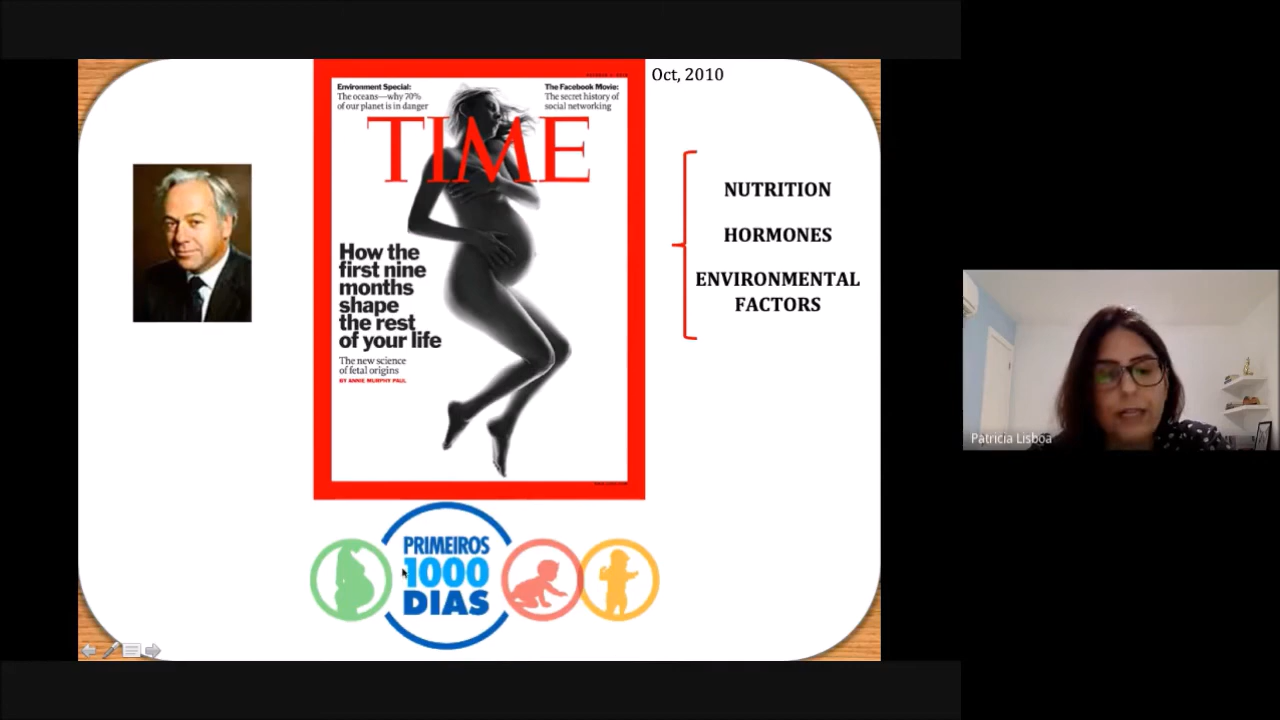 Oct, 2010
Environment Special:
The oceans—why 70%
of our planet is in danger
The Facebook Movie:
The secret history of
social networking
TIME
How the
first nine
months
shape
the rest
of your life
The new science
of fetal origins
BY ANNIE MURPHY PAUL
NUTRITION
HORMONES
ENVIRONMENTAL
FACTORS
PRIMEIROS
1000
DIAS
Patricia Lisboa